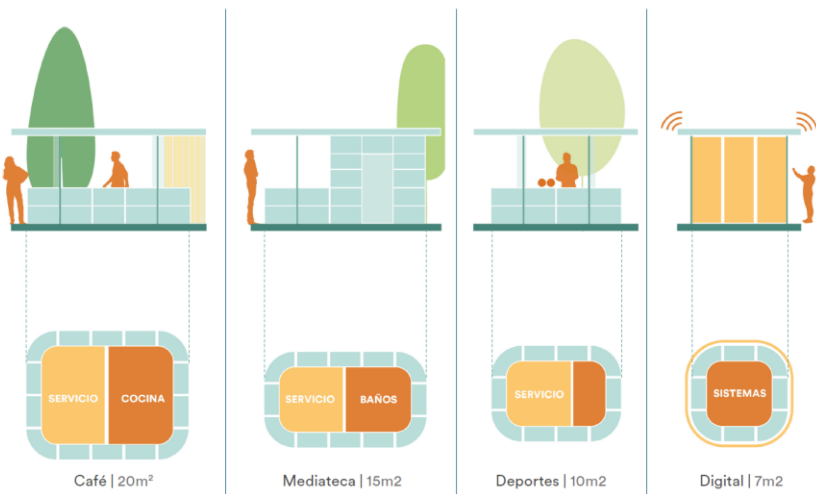 SERVICIO COCINA
SERVICIO BAÑOS
SERVICIO
SISTEMAS
Café | 20m²
Mediateca | 15m2
Deportes | 10m2
Digital | 7m2